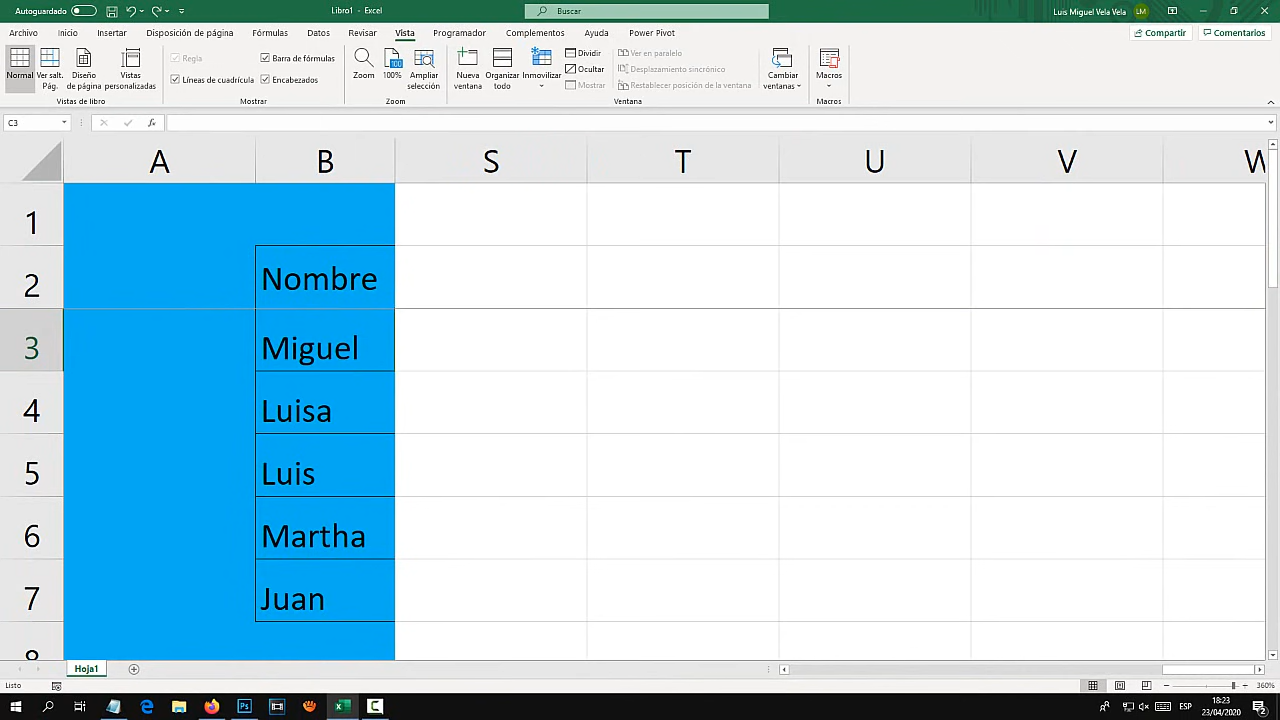 Autoguardado
Libro1 - Excel
Buscar
Luis Miguel Vela Vela
LM
Archivo Inicio Insertar Disposición de página Fórmulas Datos Revisar Vista Programador Complementos Ayuda Power Pivot
Compartir Comentarios
Normal
Ver salt. Pág.
Diseño de página
Vistas personalizadas
Vistas de libro
Regla
Barra de fórmulas
Líneas de cuadrícula
Encabezados
Mostrar
Zoom
100
100%
Ampliar selección
Zoom
Nueva ventana
Organizar todo
Inmovilizar
Dividir
Ocultar
Mostrar
Ver en paralelo
Desplazamiento sincrónico
Restablecer posición de la ventana
Cambiar ventanas
Ventana
Macros
Macros
C3
fx
A B S T U V W
1
2 Nombre
3 Miguel
4 Luisa
5 Luis
6 Martha
7 Juan
8
Hoja1
Listo
360%
Ps
ESP
18:23
23/04/2020
2